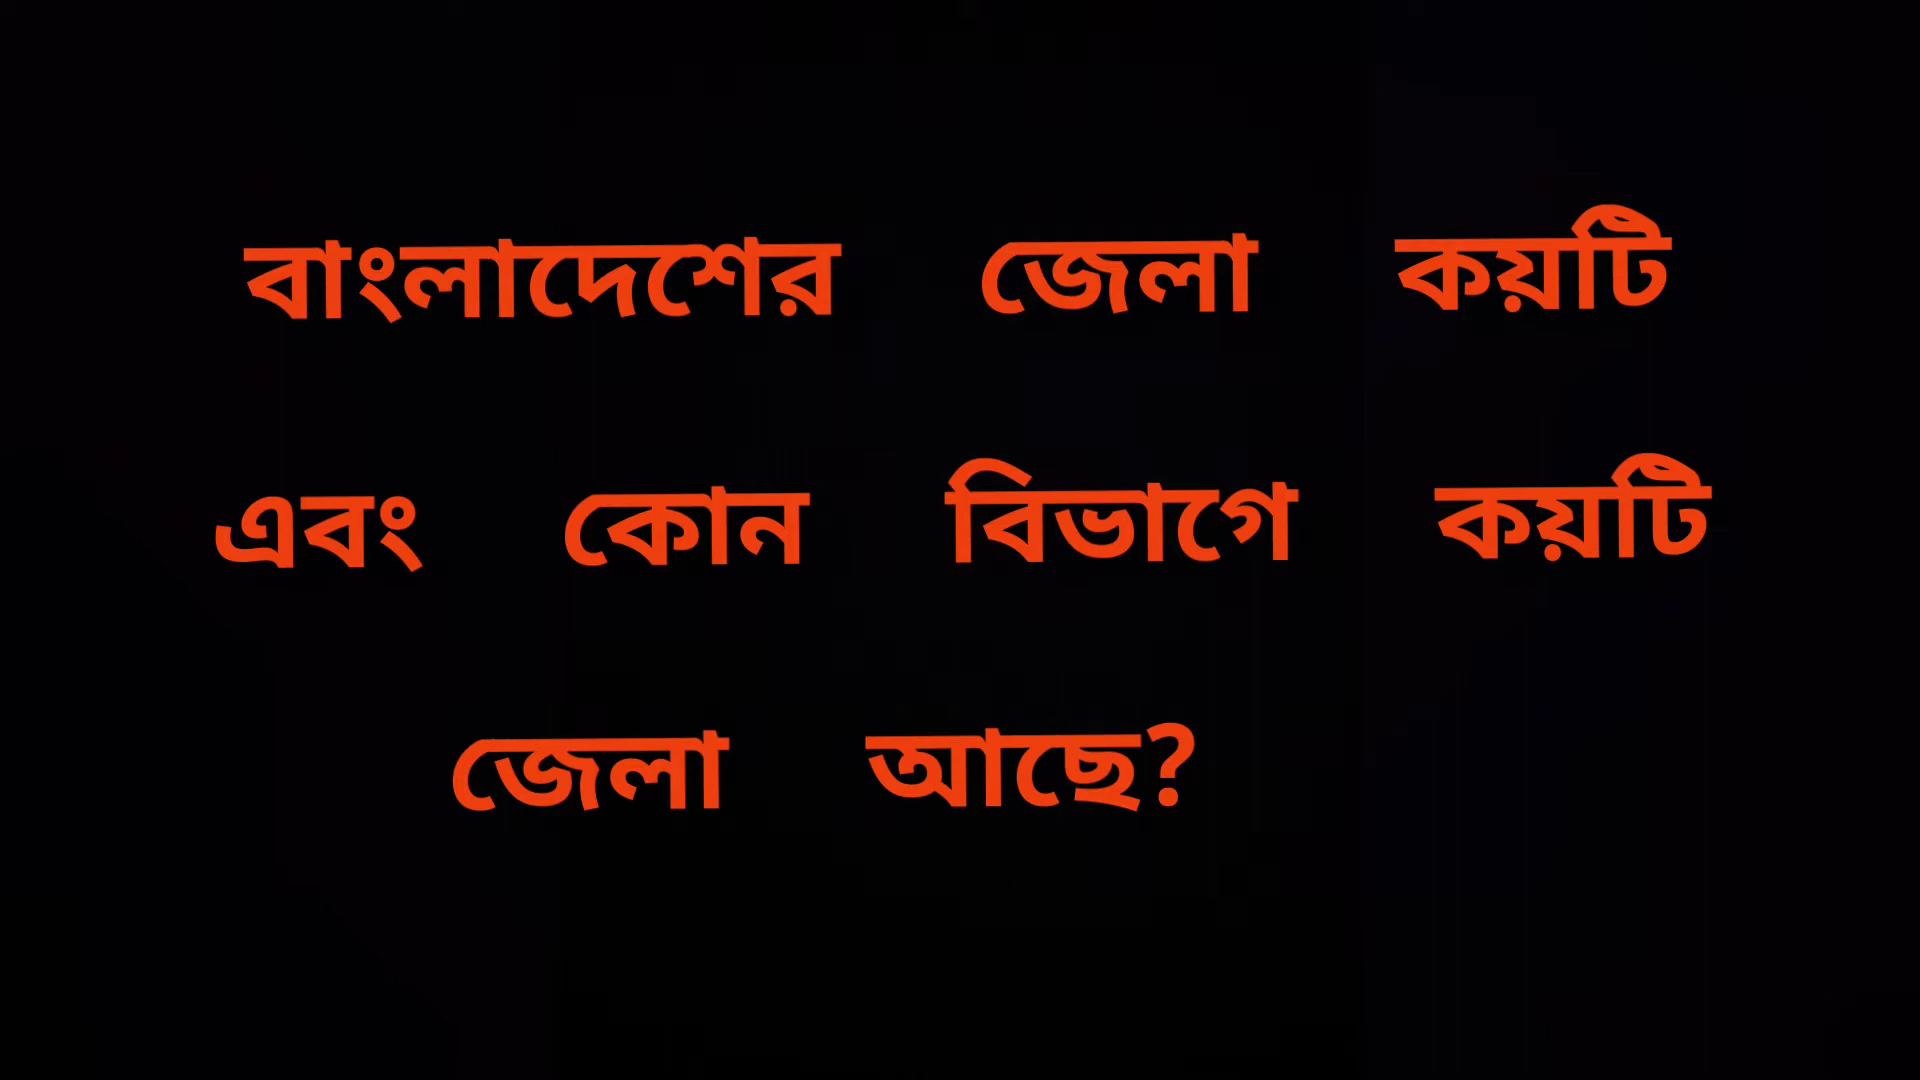 বাংলাদেশের জেলা কয়টি
এবং কোন বিভাগে কয়টি
জেলা আছে?